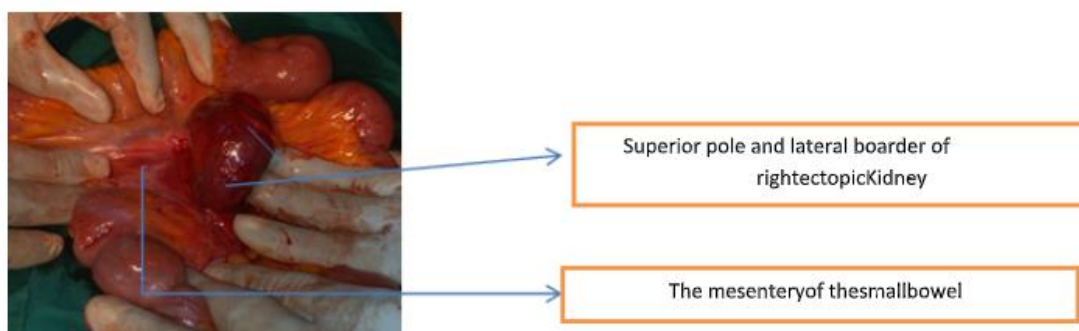 Superior pole and lateral boarder of
rightectopicKidney
The mesenteryof thesmallbowel